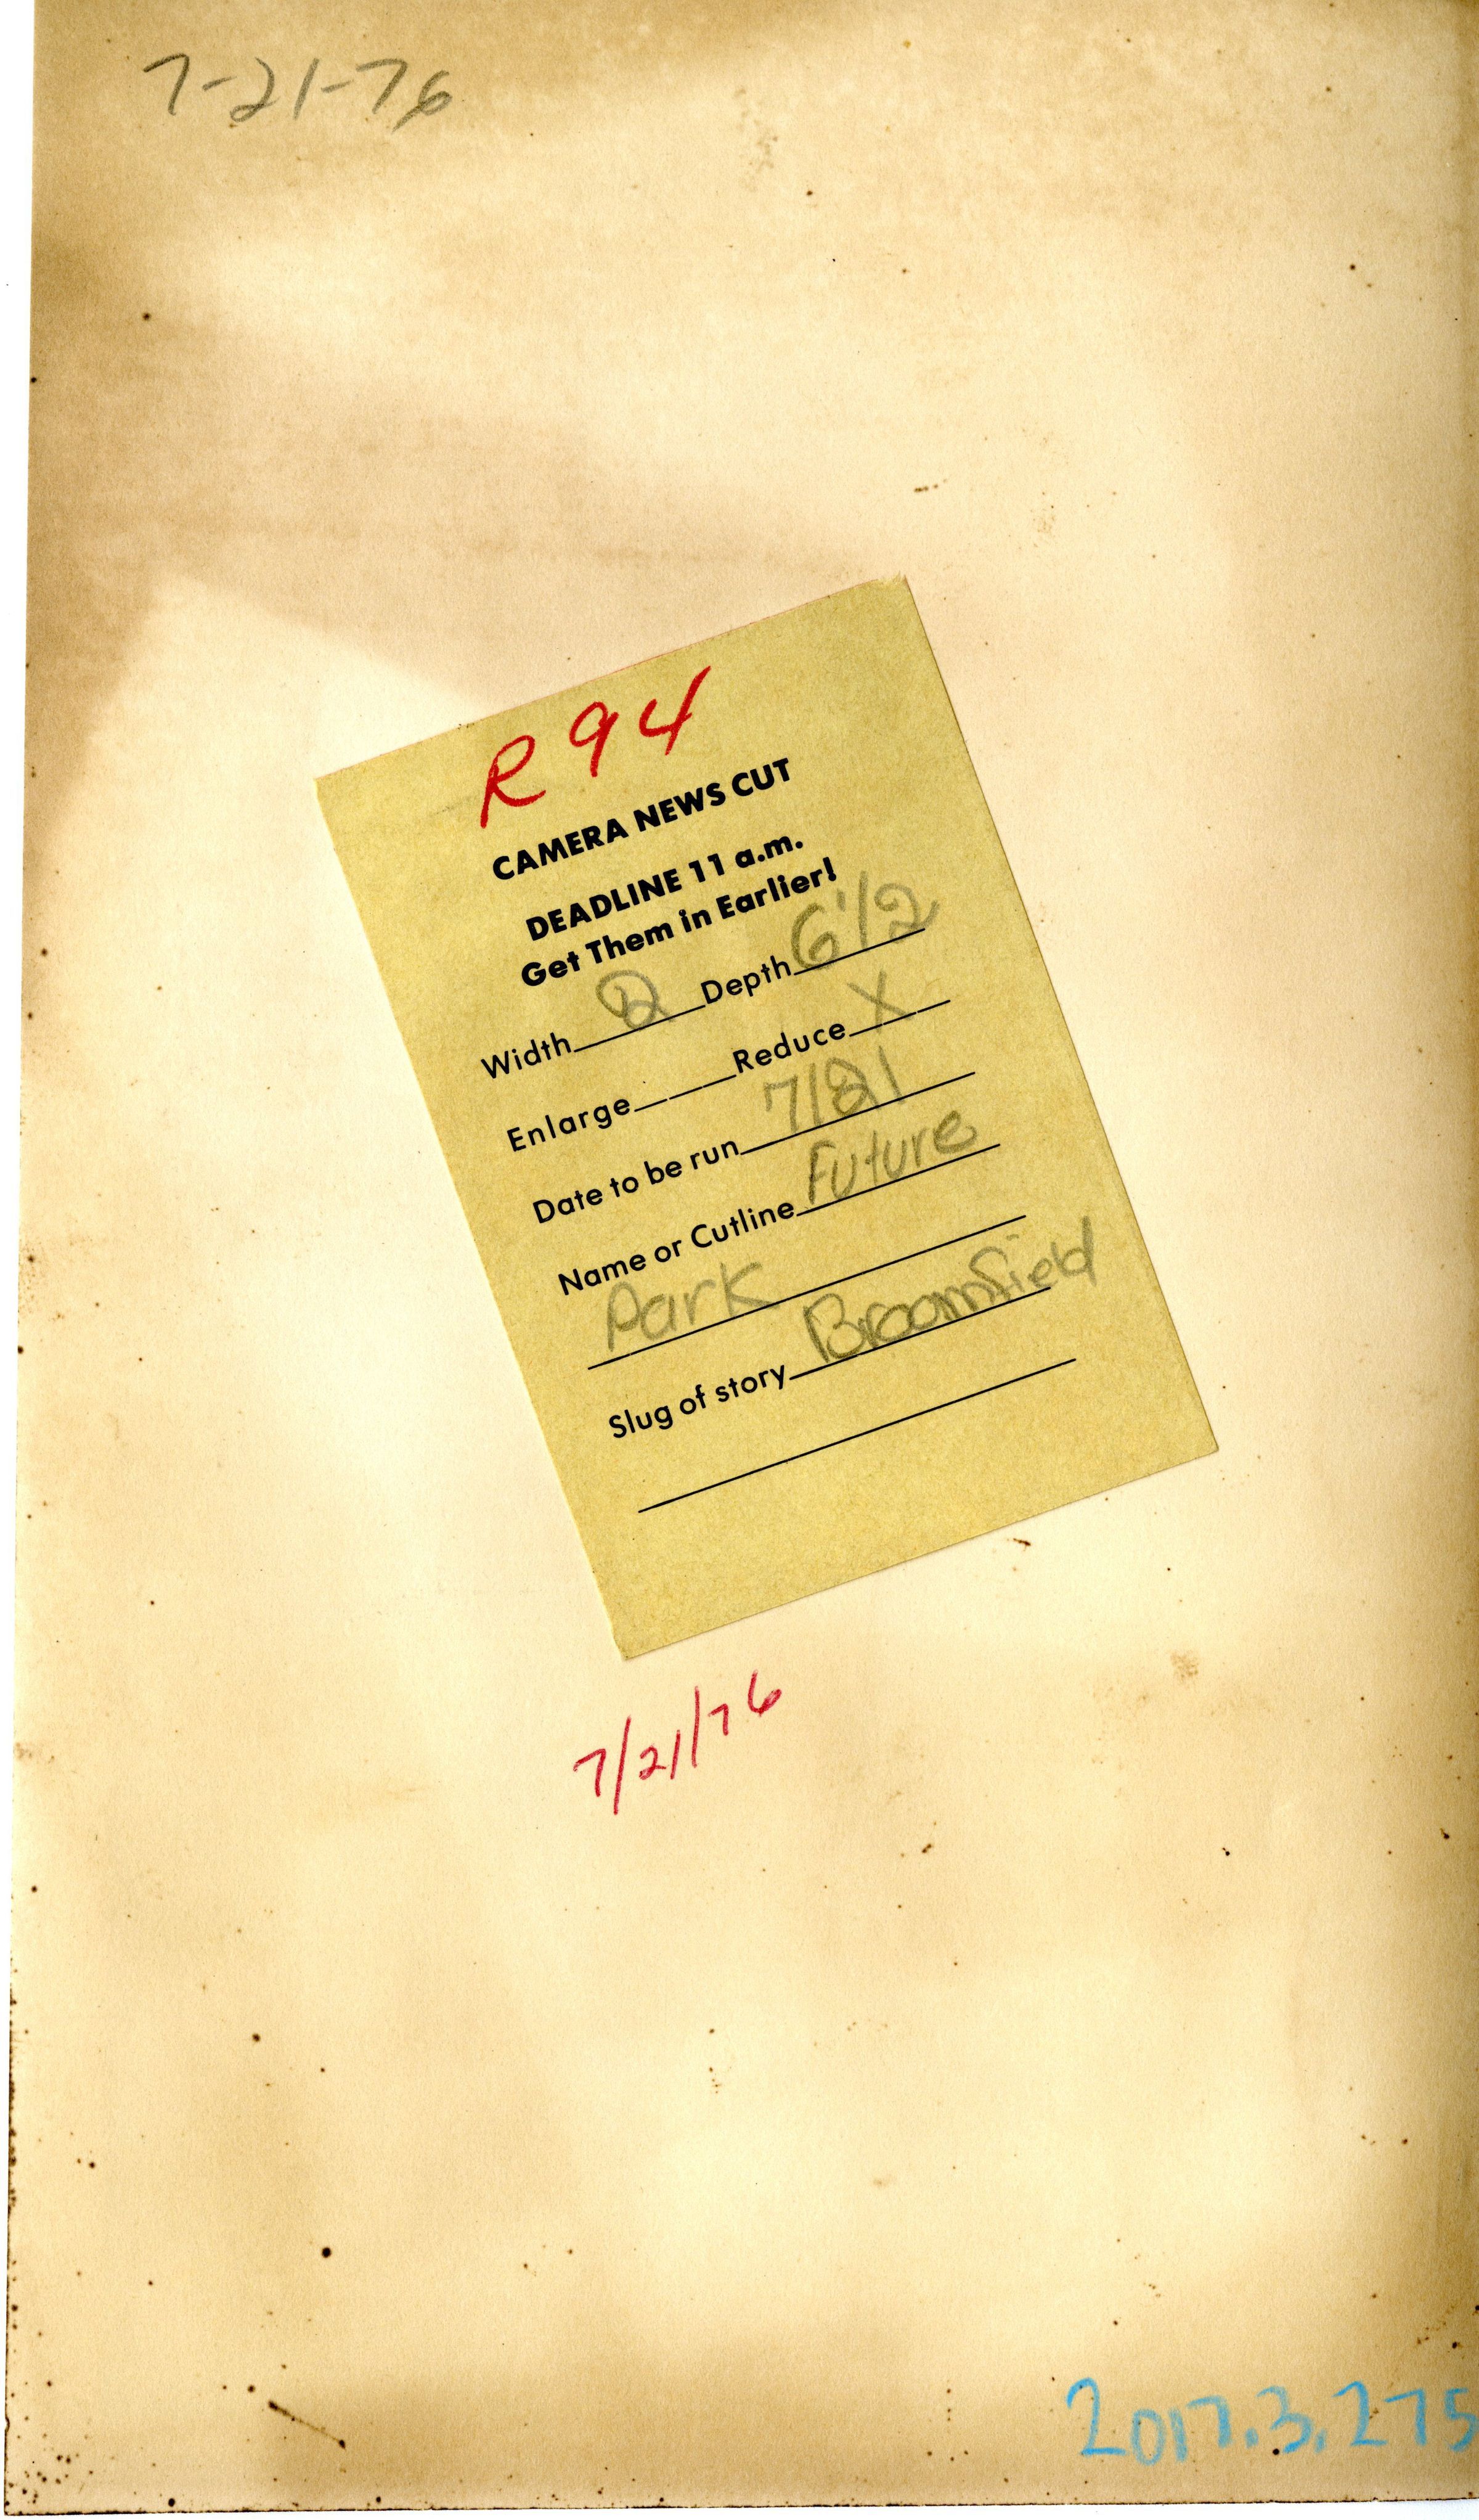 7-21-76
R 94
CAMERA NEWS CUT
DEADLINE 11 a.m.
Get Them in Earlier!
Width 2 Depth 6 1/2
Enlarge Reduce X
Date to be run 7/21
Name or Cutline Future
Park
Slug of story Broomfield
7/21/76
2017.3.275